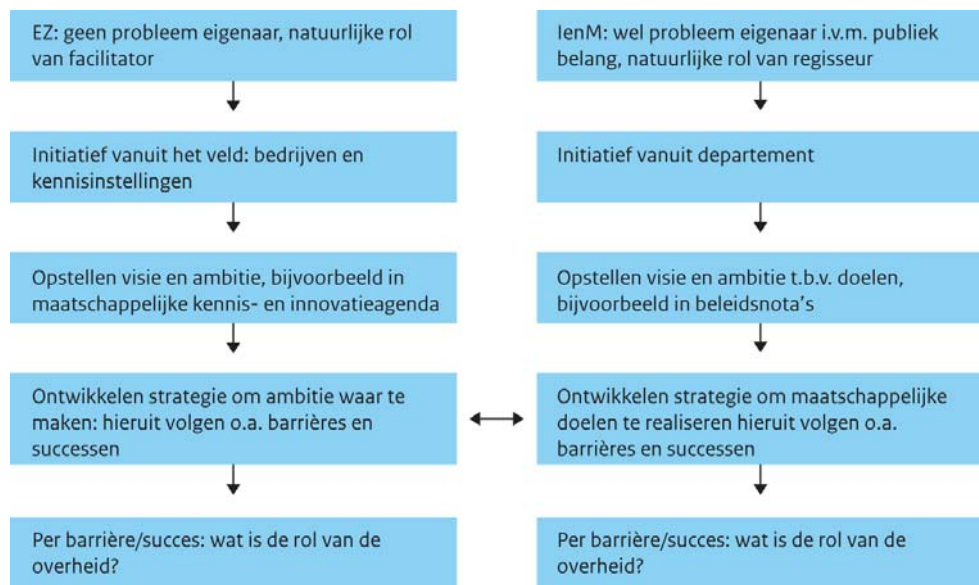 EZ: geen probleem eigenaar, natuurlijke rol
van facilitator
Initiatief vanuit het veld: bedrijven en
kennisinstellingen
Opstellen visie en ambitie, bijvoorbeeld in
maatschappelijke kennis- en innovatieagenda
Ontwikkelen strategie om ambitie waar te
maken: hieruit volgen o.a. barrières en
successen
Per barrière/succes: wat is de rol van de
overheid?
IenM: wel probleem eigenaar i.v.m. publiek
belang, natuurlijke rol van regisseur
Initiatief vanuit departement
Opstellen visie en ambitie t.b.v. doelen,
bijvoorbeeld in beleidsnota's
Ontwikkelen strategie om maatschappelijke
doelen te realiseren hieruit volgen o.a.
barrières en successen
Per barrière/succes: wat is de rol van de
overheid?